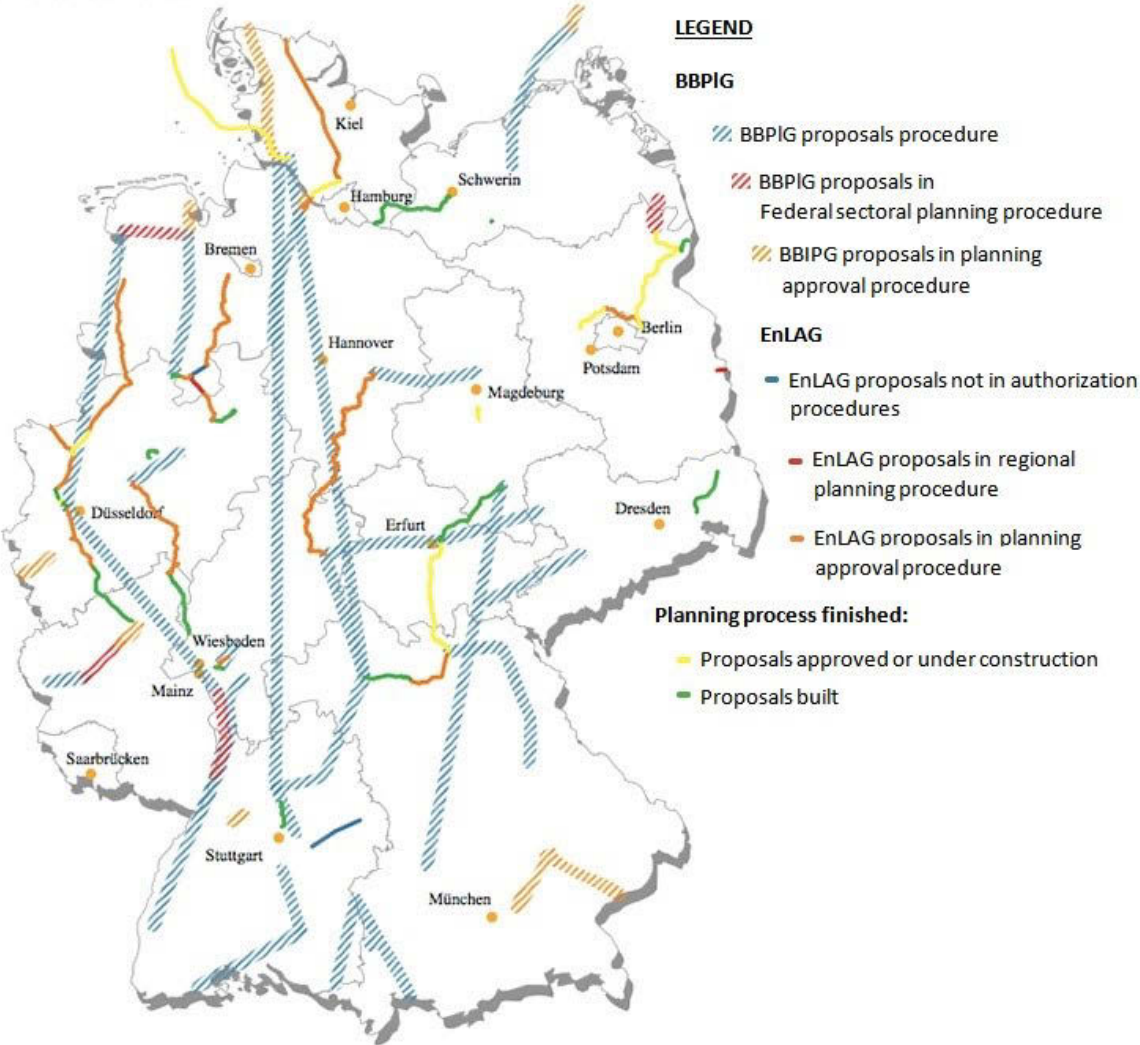 LEGEND
BBPlG
BBPlG proposals procedure
BBPlG proposals in
Federal sectoral planning procedure
BBIPG proposals in planning
approval procedure
EnLAG
EnLAG proposals not in authorization
procedures
EnLAG proposals in regional
planning procedure
EnLAG proposals in planning
approval procedure
Planning process finished:
Proposals approved or under construction
Proposals built
Kiel
Schwerin
Hamburg
Bremen
Berlin
Hannover
Potsdam
Magdeburg
Düsseldorf
Erfurt
Dresden
Wiesbaden
Mainz
Saarbrücken
Stuttgart
München